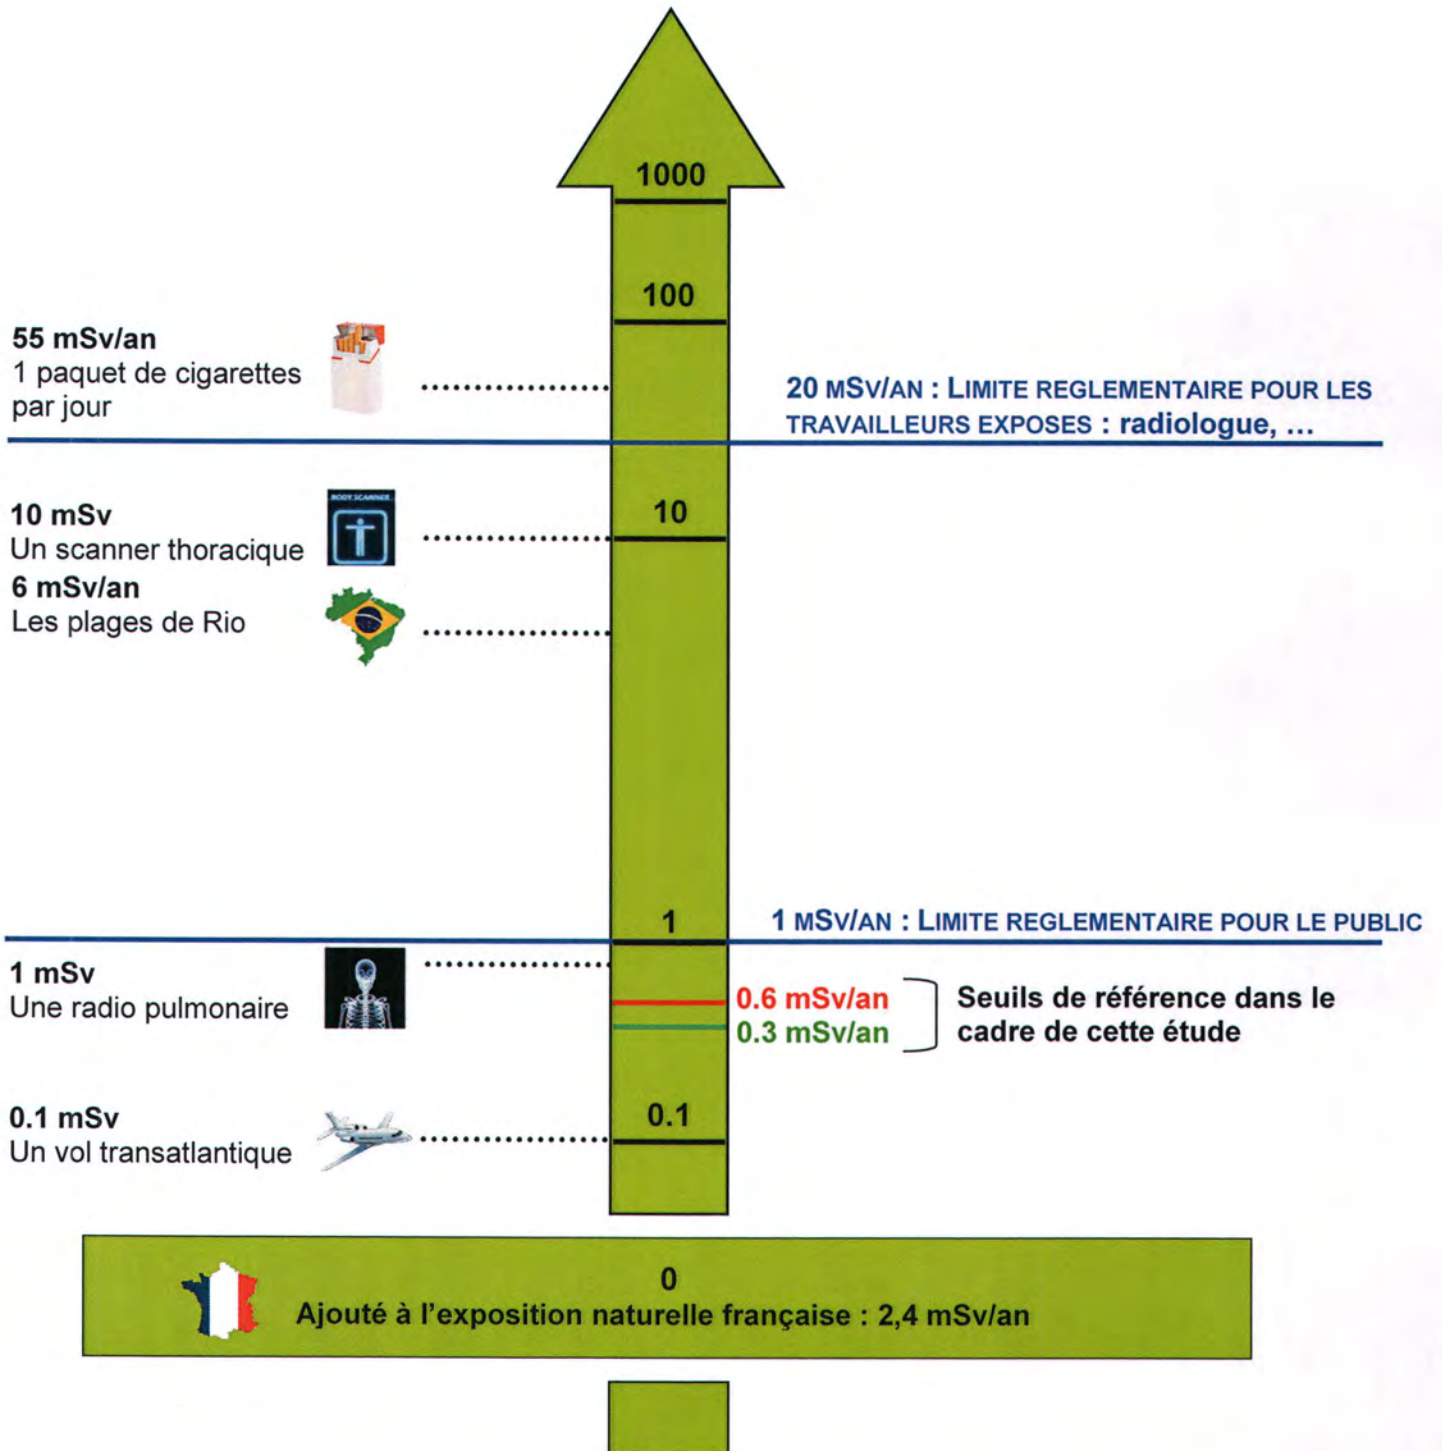 1000
100
55 mSv/an
1 paquet de cigarettes
par jour
20 MSV/AN : LIMITE REGLEMENTAIRE POUR LES
TRAVAILLEURS EXPOSES : radiologue, ...
BODY SCANNER
10 mSv
Un scanner thoracique
10
6 mSv/an
Les plages de Rio
1
1 MSV/AN : LIMITE REGLEMENTAIRE POUR LE PUBLIC
1 mSv
Une radio pulmonaire
0.6 mSv/an
0.3 mSv/an
Seuils de référence dans le
cadre de cette étude
0.1 mSv
Un vol transatlantique
0.1
0
Ajouté à l'exposition naturelle française : 2,4 mSv/an